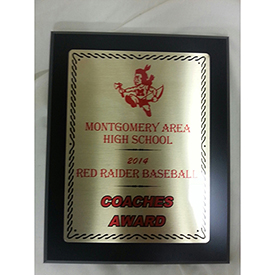 MONTGOMERY AREA
HIGH SCHOOL
2014
RED RAIDER BASEBALL
COACHES
AWARD